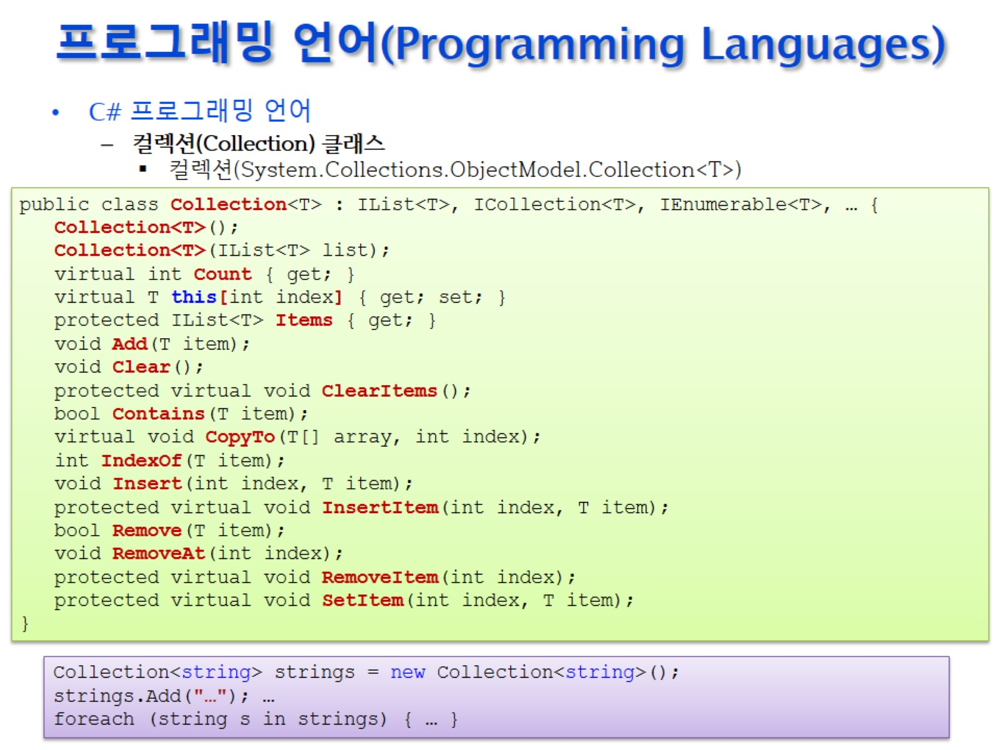 프로그래밍 언어(Programming Languages)
• C# 프로그래밍 언어
– 컬렉션(Collection) 클래스
▪ 컬렉션(System.Collections.ObjectModel.Collection<T>)
public class Collection<T> : IList<T>, ICollection<T>, IEnumerable<T>, … {
Collection<T>();
Collection<T>(IList<T> list);
virtual int Count { get; }
virtual T this[int index] { get; set; }
protected IList<T> Items { get; }
void Add(T item);
void Clear();
protected virtual void ClearItems();
bool Contains(T item);
virtual void CopyTo(T[] array, int index);
int IndexOf(T item);
void Insert(int index, T item);
protected virtual void InsertItem(int index, T item);
bool Remove(T item);
void RemoveAt(int index);
protected virtual void RemoveItem(int index);
protected virtual void SetItem(int index, T item);
}
Collection<string> strings = new Collection<string>();
strings.Add("…"); …
foreach (string s in strings) { … }